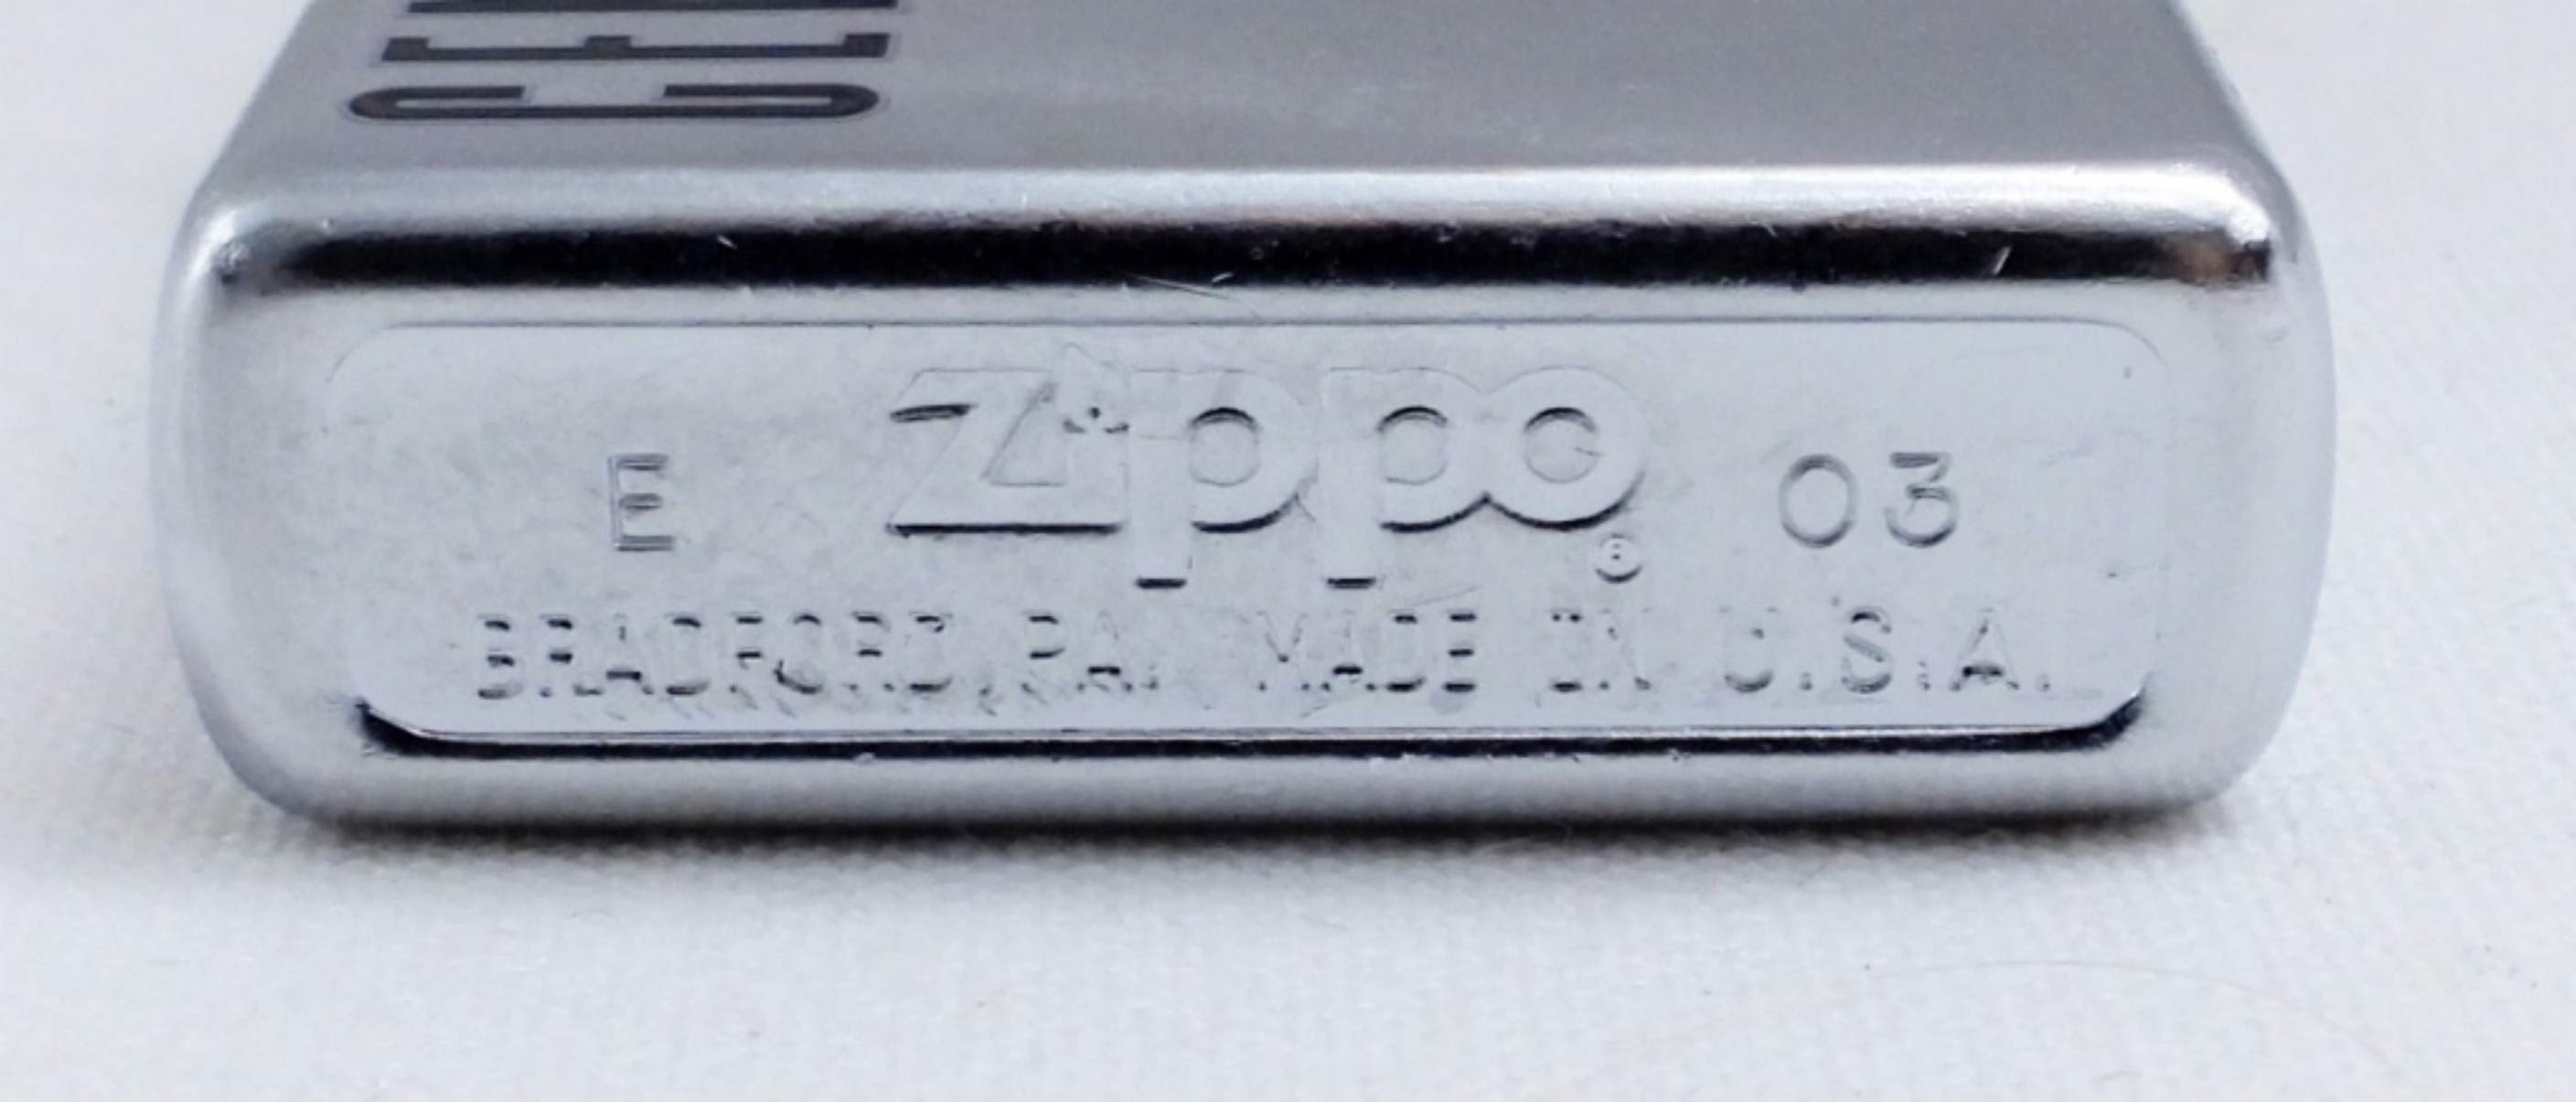 E Zippo® 03
BRADFORD, PA. MADE IN U.S.A.